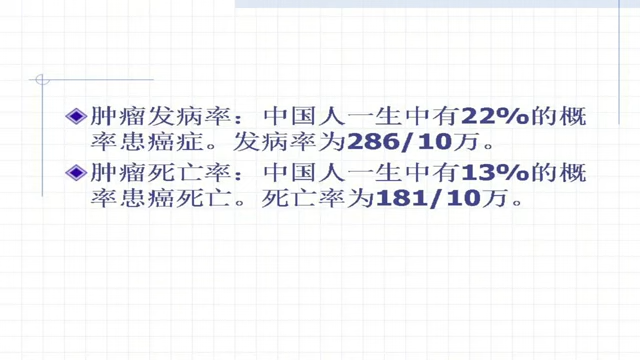 肿瘤发病率：中国人一生中有22%的概
率患癌症。发病率为286/10万。
肿瘤死亡率：中国人一生中有13%的概
率患癌死亡。死亡率为181/10万。